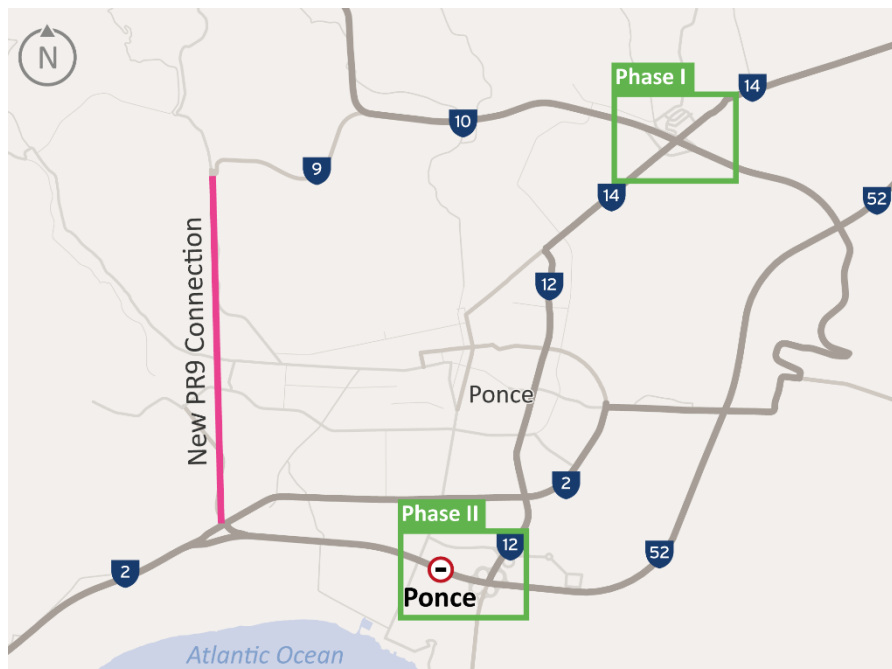 N
Phase I
14
10
9
14
52
12
New PR9 Connection
Ponce
2
Phase II
12
52
2
Ponce
Atlantic Ocean